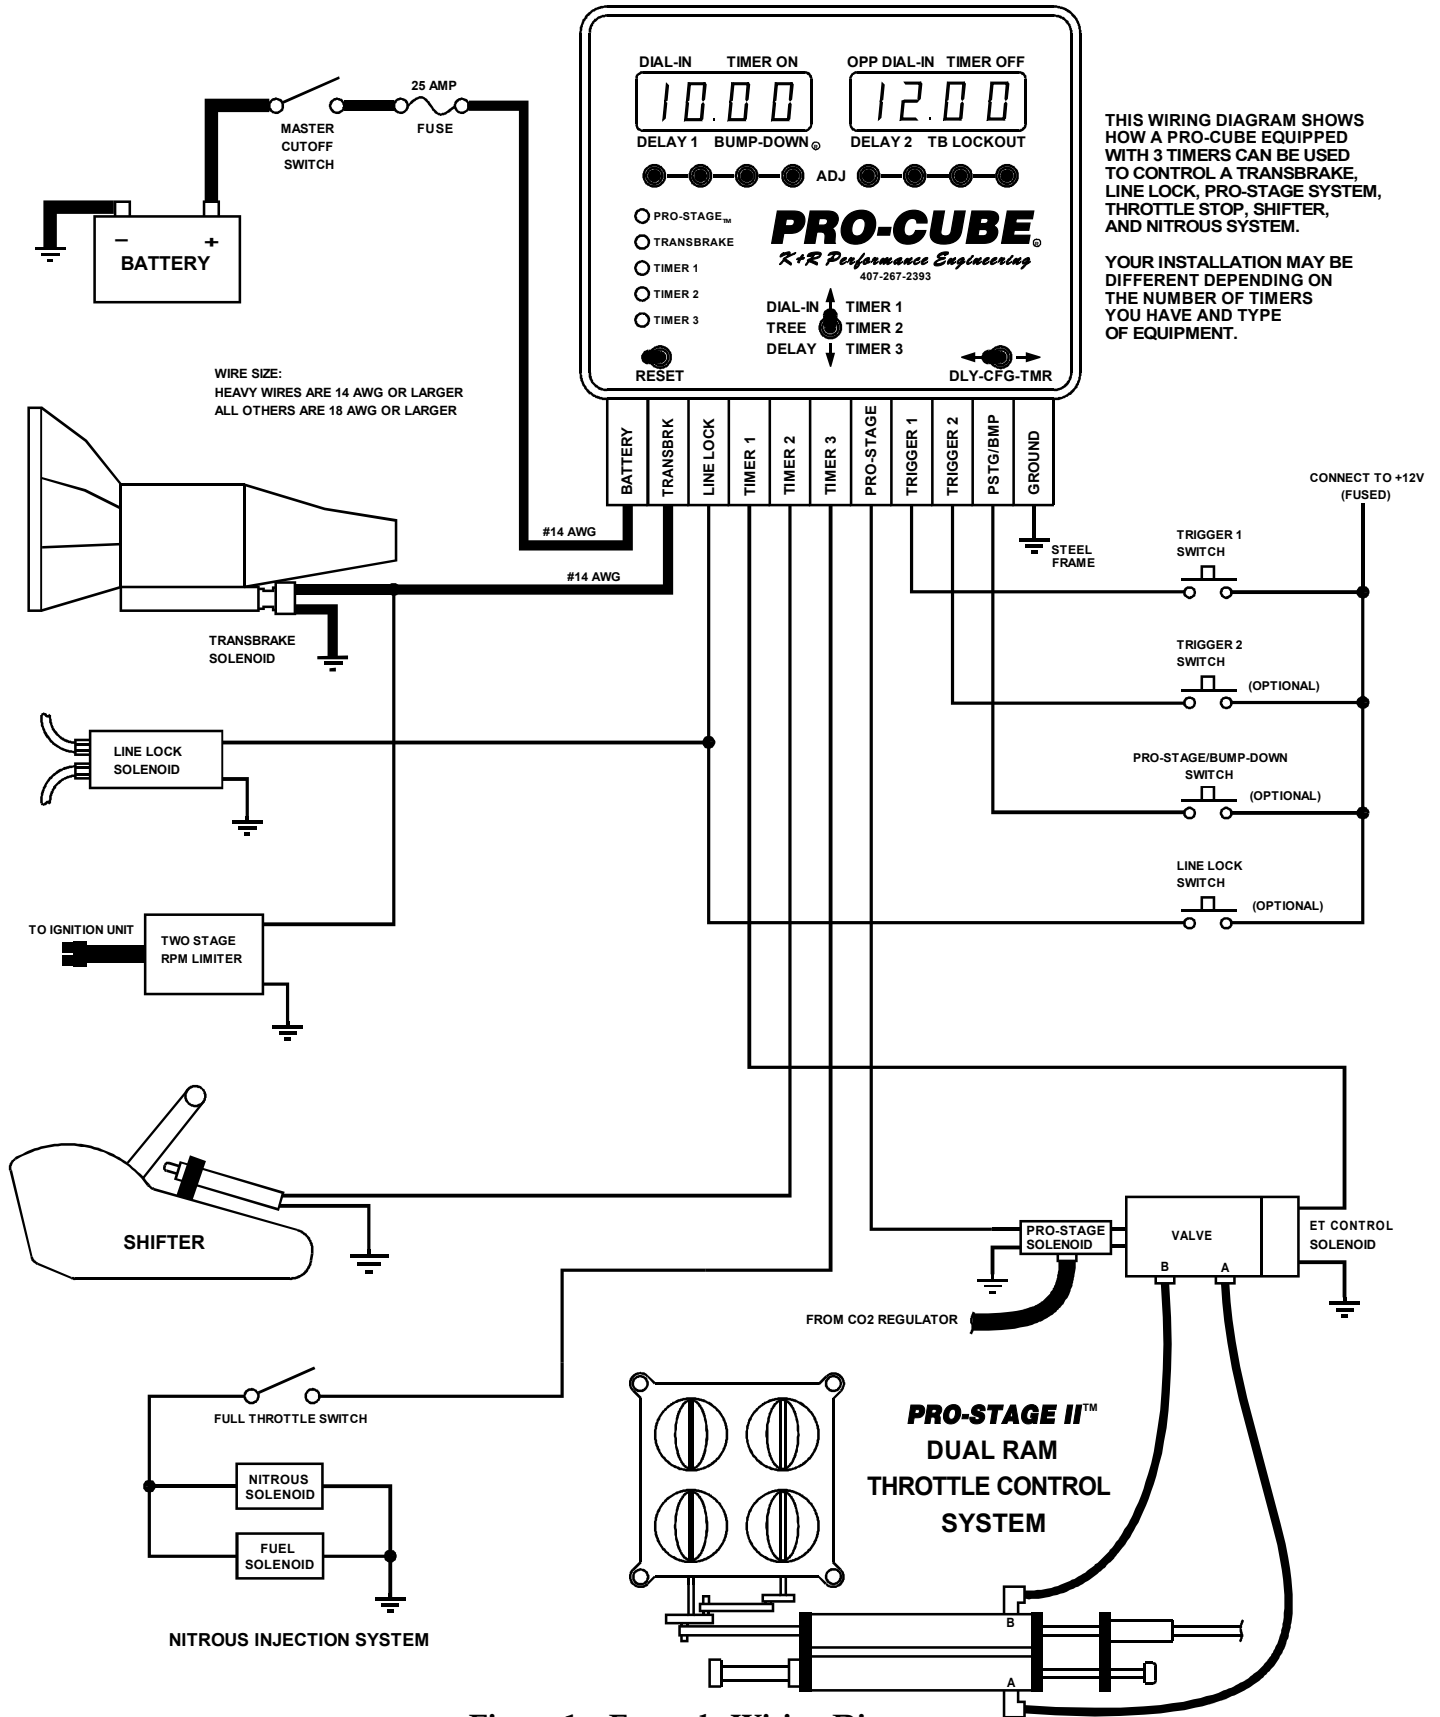 DIAL-IN TIMER ON
OPP DIAL-IN TIMER OFF
10.00
12.00
DELAY 1 BUMP-DOWN®
DELAY 2 TB LOCKOUT
ADJ
PRO-STAGE™
TRANSBRAKE
TIMER 1
TIMER 2
TIMER 3
PRO-CUBE®
K+R Performance Engineering
407-267-2393
DIAL-IN TIMER 1
TREE TIMER 2
DELAY TIMER 3
RESET
DLY-CFG-TMR
BATTERY
TRANSBRK
LINE LOCK
TIMER 1
TIMER 2
TIMER 3
PRO-STAGE
TRIGGER 1
TRIGGER 2
PSTG/BMP
GROUND
25 AMP
FUSE
MASTER
CUTOFF
SWITCH
– +
BATTERY
THIS WIRING DIAGRAM SHOWS
HOW A PRO-CUBE EQUIPPED
WITH 3 TIMERS CAN BE USED
TO CONTROL A TRANSBRAKE,
LINE LOCK, PRO-STAGE SYSTEM,
THROTTLE STOP, SHIFTER,
AND NITROUS SYSTEM.
YOUR INSTALLATION MAY BE
DIFFERENT DEPENDING ON
THE NUMBER OF TIMERS
YOU HAVE AND TYPE
OF EQUIPMENT.
WIRE SIZE:
HEAVY WIRES ARE 14 AWG OR LARGER
ALL OTHERS ARE 18 AWG OR LARGER
#14 AWG
#14 AWG
STEEL
FRAME
CONNECT TO +12V
(FUSED)
TRIGGER 1
SWITCH
TRIGGER 2
SWITCH
(OPTIONAL)
PRO-STAGE/BUMP-DOWN
SWITCH
(OPTIONAL)
LINE LOCK
SWITCH
(OPTIONAL)
TRANSBRAKE
SOLENOID
LINE LOCK
SOLENOID
TO IGNITION UNIT
TWO STAGE
RPM LIMITER
SHIFTER
PRO-STAGE
SOLENOID
VALVE
B A
ET CONTROL
SOLENOID
FROM CO2 REGULATOR
FULL THROTTLE SWITCH
NITROUS
SOLENOID
FUEL
SOLENOID
NITROUS INJECTION SYSTEM
PRO-STAGE II™
DUAL RAM
THROTTLE CONTROL
SYSTEM
B
A